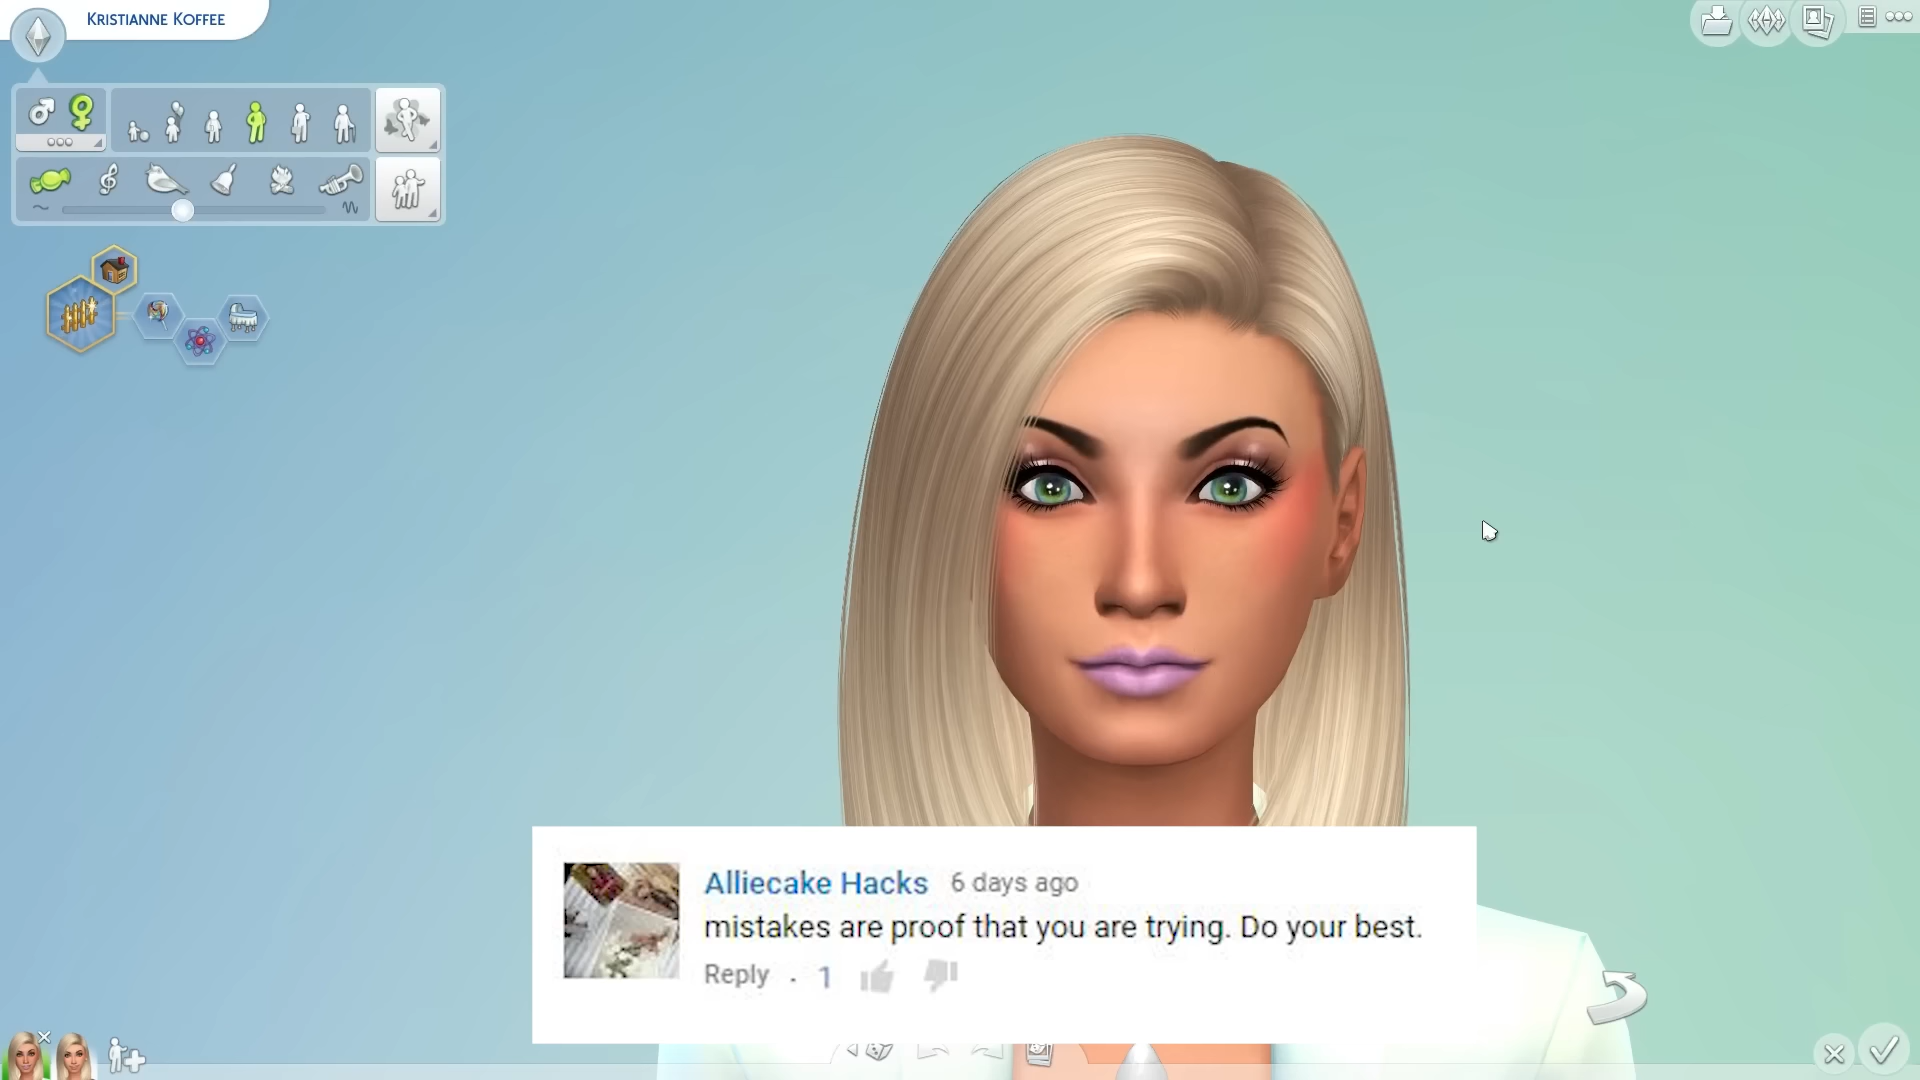 Kristianne Koffee
Alliecake Hacks 6 days ago
mistakes are proof that you are trying. Do your best.
Reply . 1